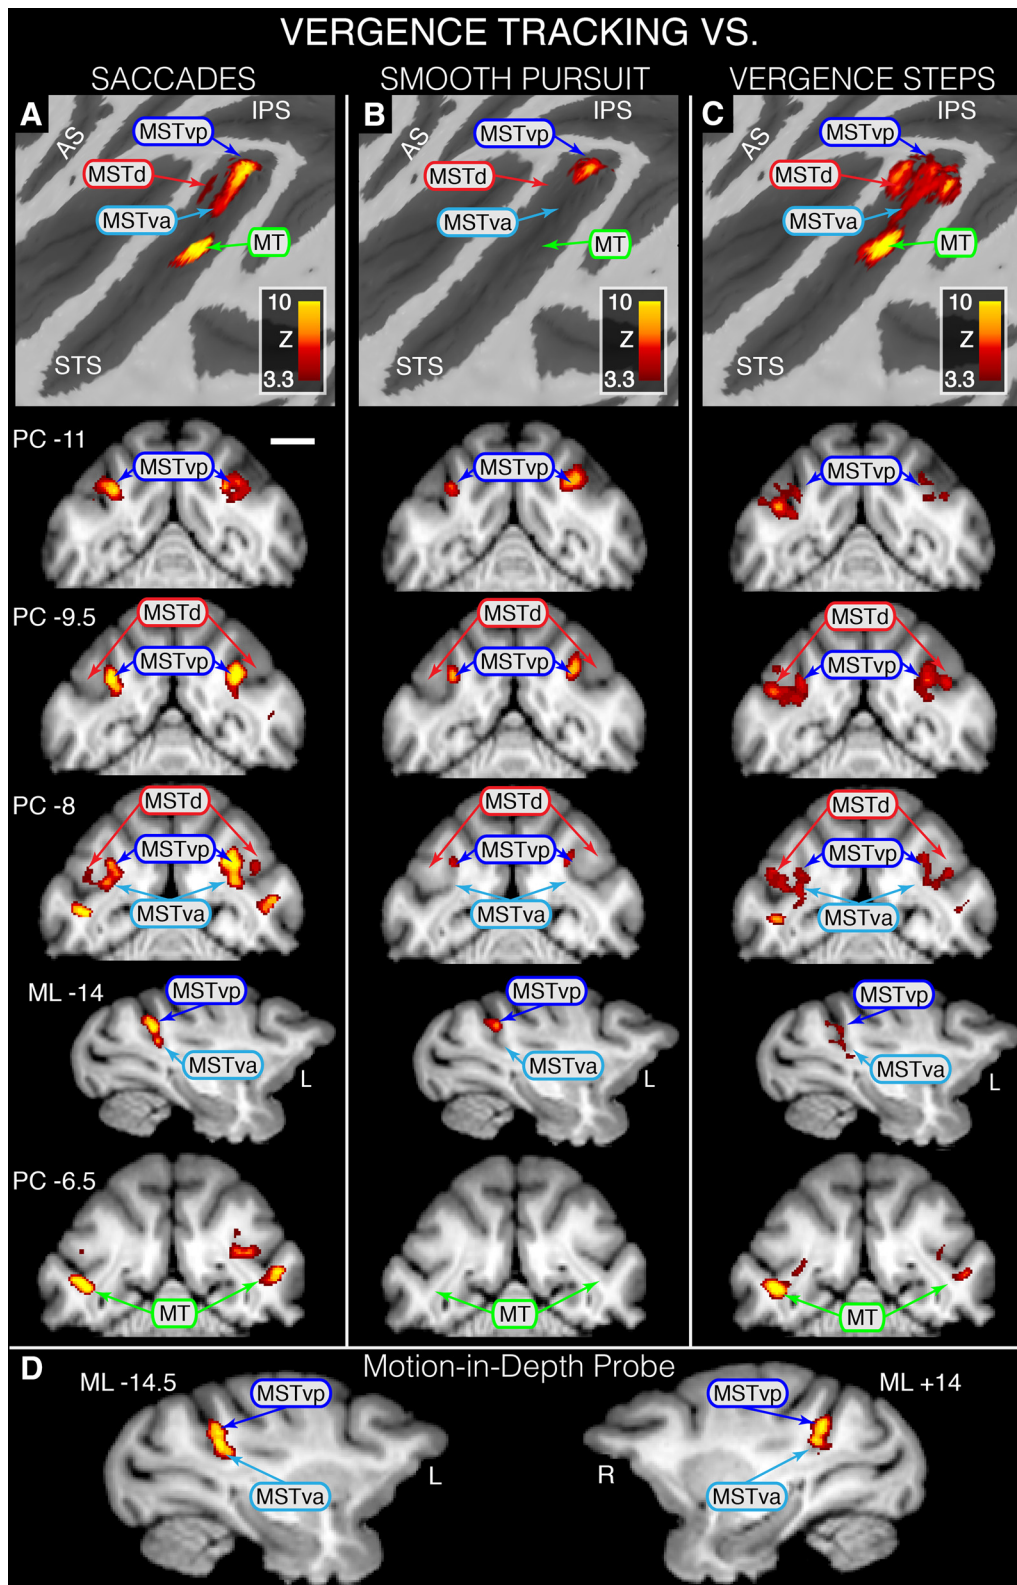 VERGENCE TRACKING VS.
SACCADES
SMOOTH PURSUIT
VERGENCE STEPS
A
AS
IPS
MSTvp
MSTd
MSTva
MT
STS
10
Z
3.3
B
AS
IPS
MSTvp
MSTd
MSTva
MT
STS
10
Z
3.3
C
AS
IPS
MSTvp
MSTd
MSTva
MT
STS
10
Z
3.3
PC -11
MSTvp
MSTvp
MSTvp
PC -9.5
MSTd
MSTd
MSTd
MSTvp
MSTvp
MSTvp
PC -8
MSTd
MSTd
MSTd
MSTvp
MSTvp
MSTvp
MSTva
MSTva
MSTva
ML -14
MSTvp
MSTvp
MSTvp
MSTva
MSTva
MSTva
L
L
L
PC -6.5
MT
MT
MT
D
Motion-in-Depth Probe
ML -14.5
MSTvp
MSTvp
ML +14
L
R
MSTva
MSTva